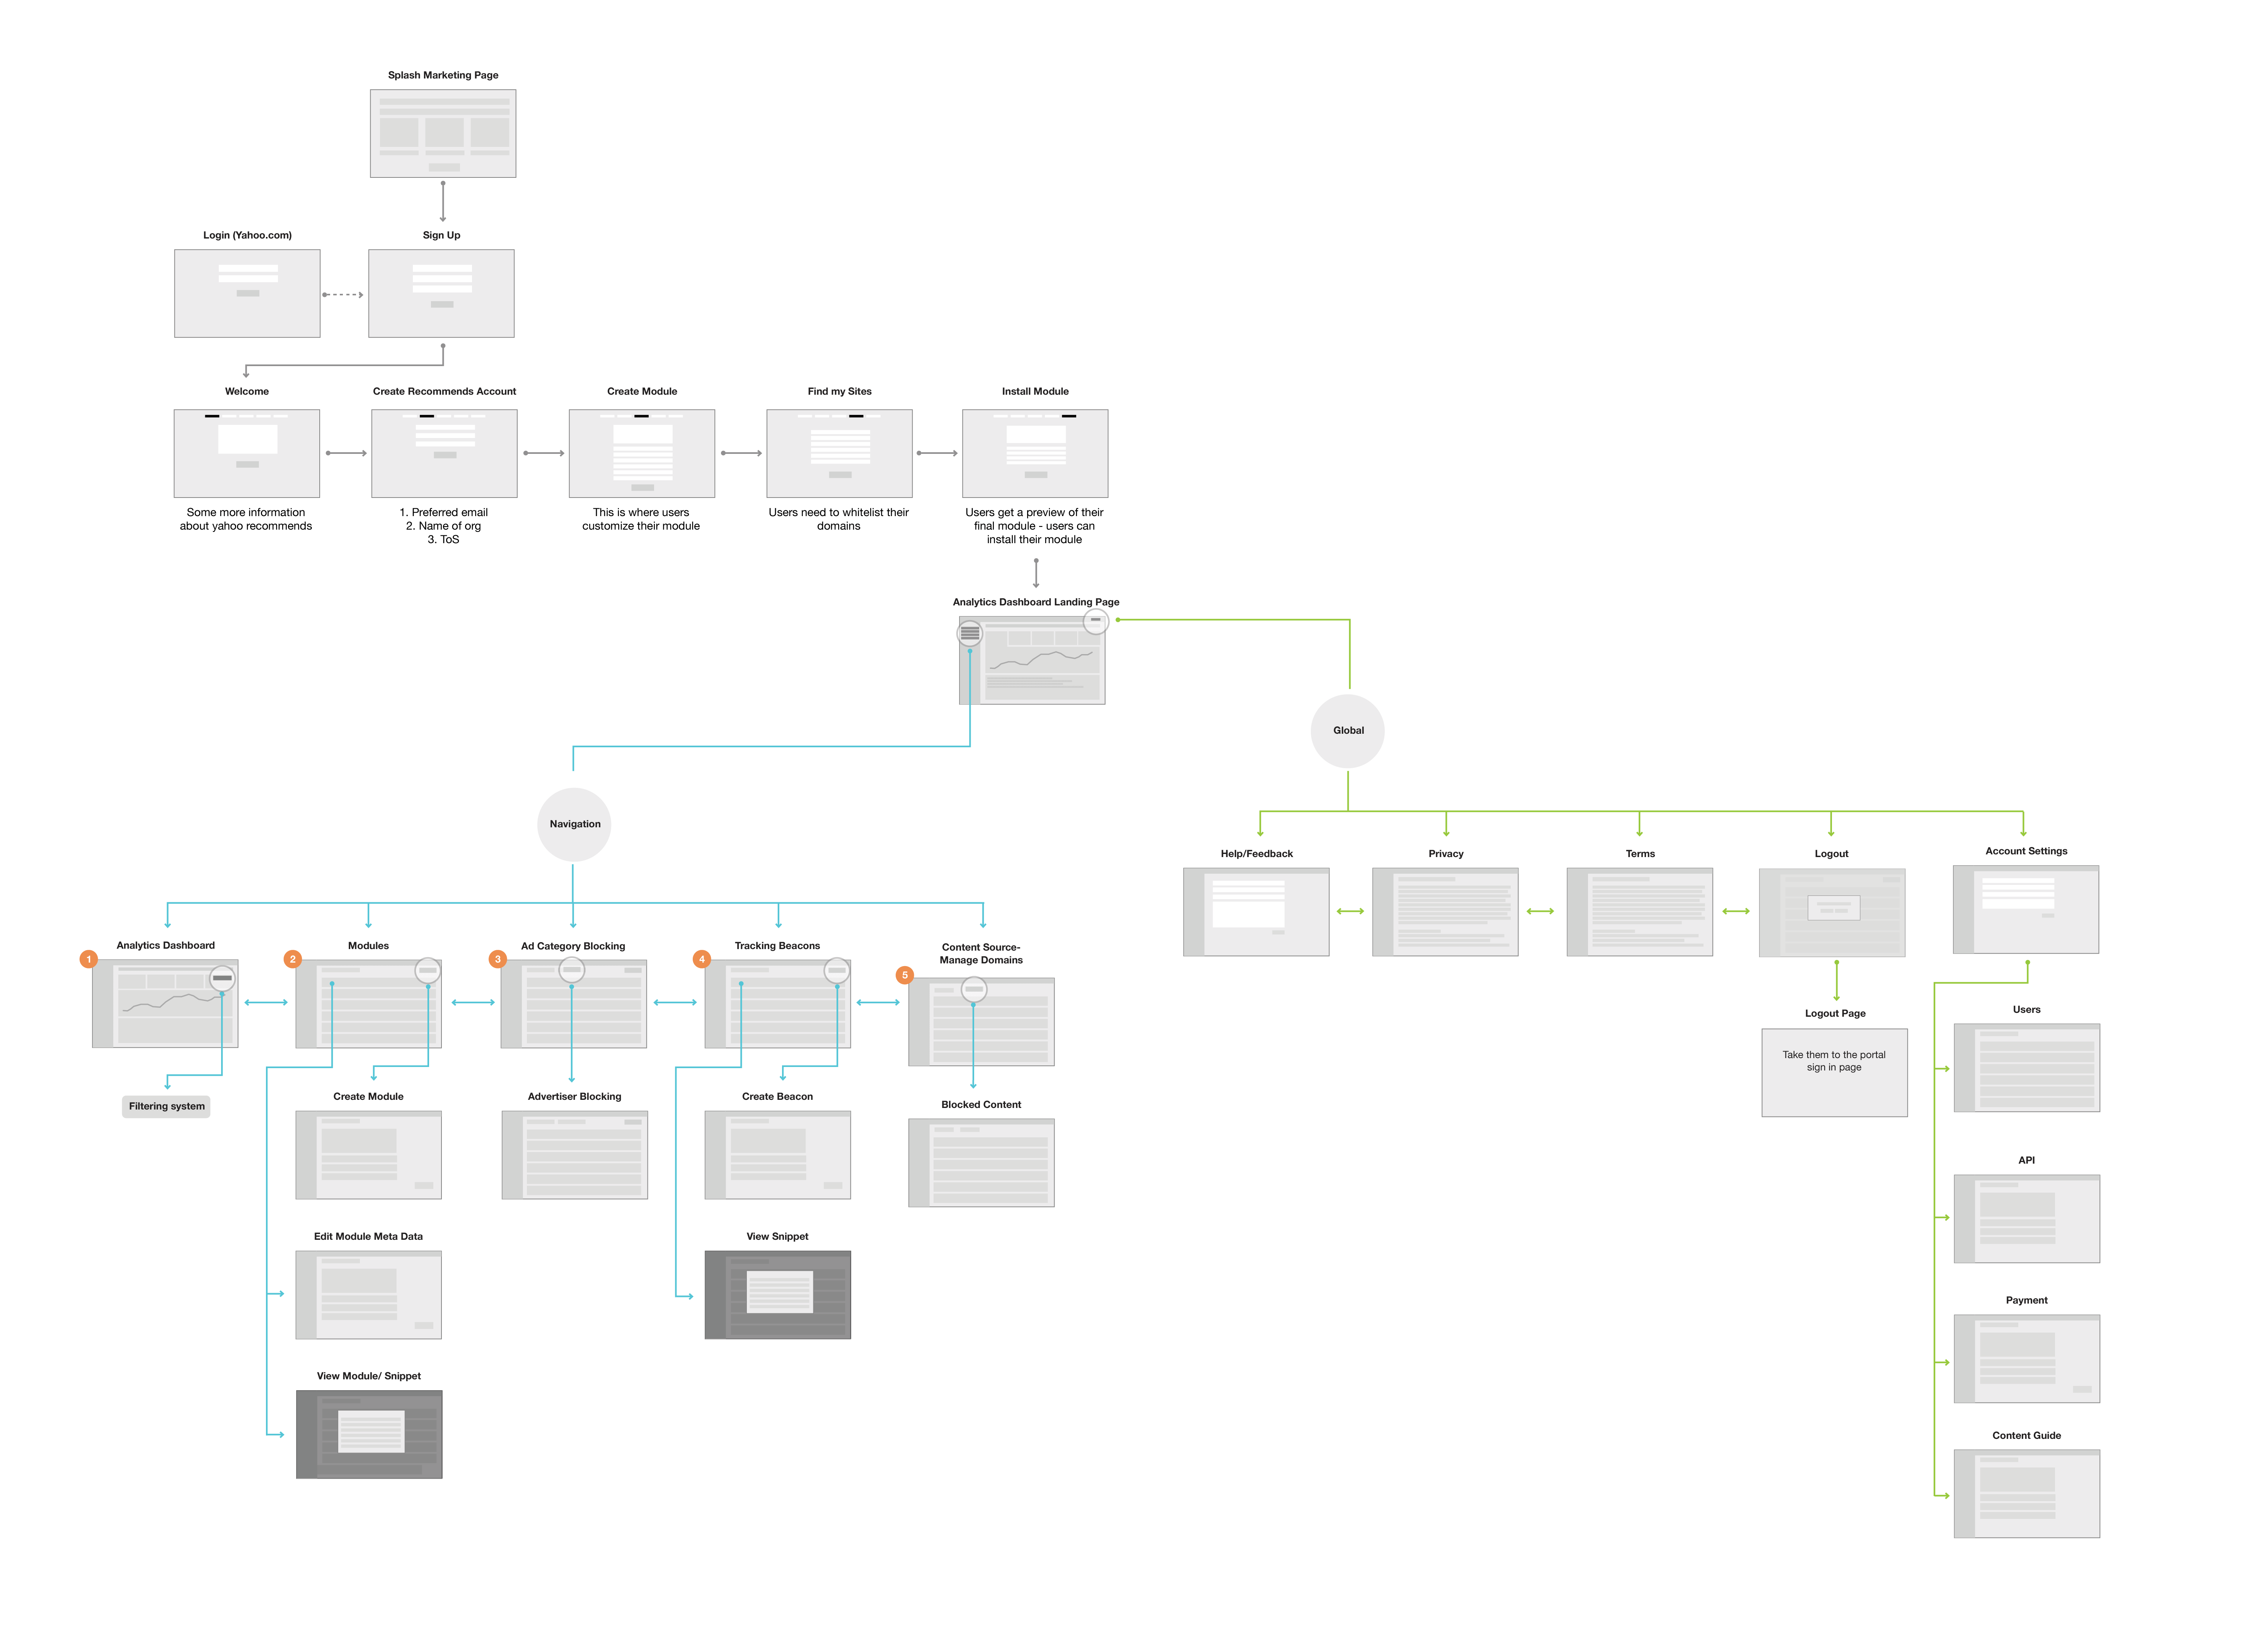 Splash Marketing Page
Login (Yahoo.com)
Sign Up
Welcome
Create Recommends Account
Create Module
Find my Sites
Install Module
Some more information
about yahoo recommends
1. Preferred email
2. Name of org
3. ToS
This is where users
customize their module
Users need to whitelist their
domains
Users get a preview of their
final module - users can
install their module
Analytics Dashboard Landing Page
Global
Navigation
Help/Feedback
Privacy
Terms
Logout
Account Settings
Analytics Dashboard
Modules
Ad Category Blocking
Tracking Beacons
Content Source-
Manage Domains
1
2
3
4
5
Logout Page
Take them to the portal
sign in page
Users
Filtering system
Create Module
Advertiser Blocking
Create Beacon
Blocked Content
API
Edit Module Meta Data
View Snippet
Payment
View Module/ Snippet
Content Guide